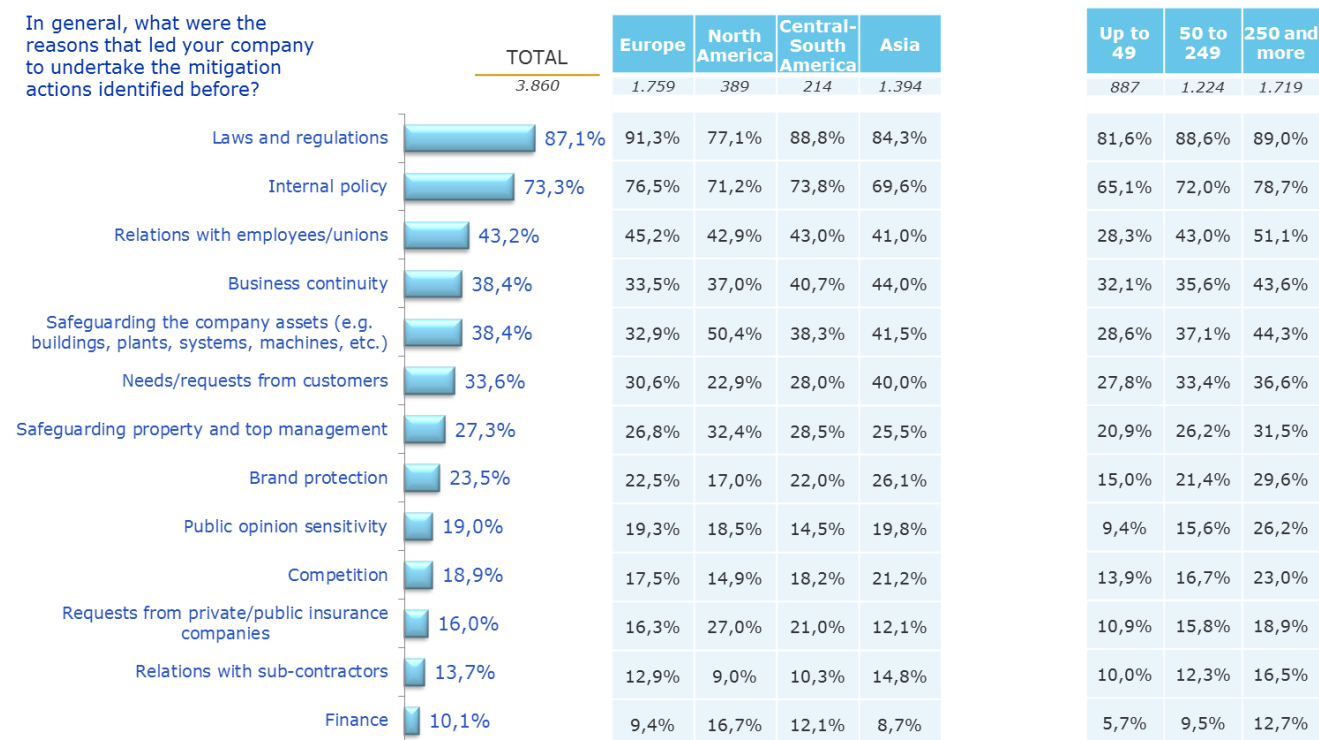 In general, what were the
reasons that led your company
to undertake the mitigation
actions identified before?
TOTAL
3.860
Europe North America Central-South America Asia
1.759 389 214 1.394
Up to 49 50 to 249 250 and more
887 1.224 1.719
Laws and regulations 87,1% 91,3% 77,1% 88,8% 84,3% 81,6% 88,6% 89,0%
Internal policy 73,3% 76,5% 71,2% 73,8% 69,6% 65,1% 72,0% 78,7%
Relations with employees/unions 43,2% 45,2% 42,9% 43,0% 41,0% 28,3% 43,0% 51,1%
Business continuity 38,4% 33,5% 37,0% 40,7% 44,0% 32,1% 35,6% 43,6%
Safeguarding the company assets (e.g.
buildings, plants, systems, machines, etc.) 38,4% 32,9% 50,4% 38,3% 41,5% 28,6% 37,1% 44,3%
Needs/requests from customers 33,6% 30,6% 22,9% 28,0% 40,0% 27,8% 33,4% 36,6%
Safeguarding property and top management 27,3% 26,8% 32,4% 28,5% 25,5% 20,9% 26,2% 31,5%
Brand protection 23,5% 22,5% 17,0% 22,0% 26,1% 15,0% 21,4% 29,6%
Public opinion sensitivity 19,0% 19,3% 18,5% 14,5% 19,8% 9,4% 15,6% 26,2%
Competition 18,9% 17,5% 14,9% 18,2% 21,2% 13,9% 16,7% 23,0%
Requests from private/public insurance
companies 16,0% 16,3% 27,0% 21,0% 12,1% 10,9% 15,8% 18,9%
Relations with sub-contractors 13,7% 12,9% 9,0% 10,3% 14,8% 10,0% 12,3% 16,5%
Finance 10,1% 9,4% 16,7% 12,1% 8,7% 5,7% 9,5% 12,7%